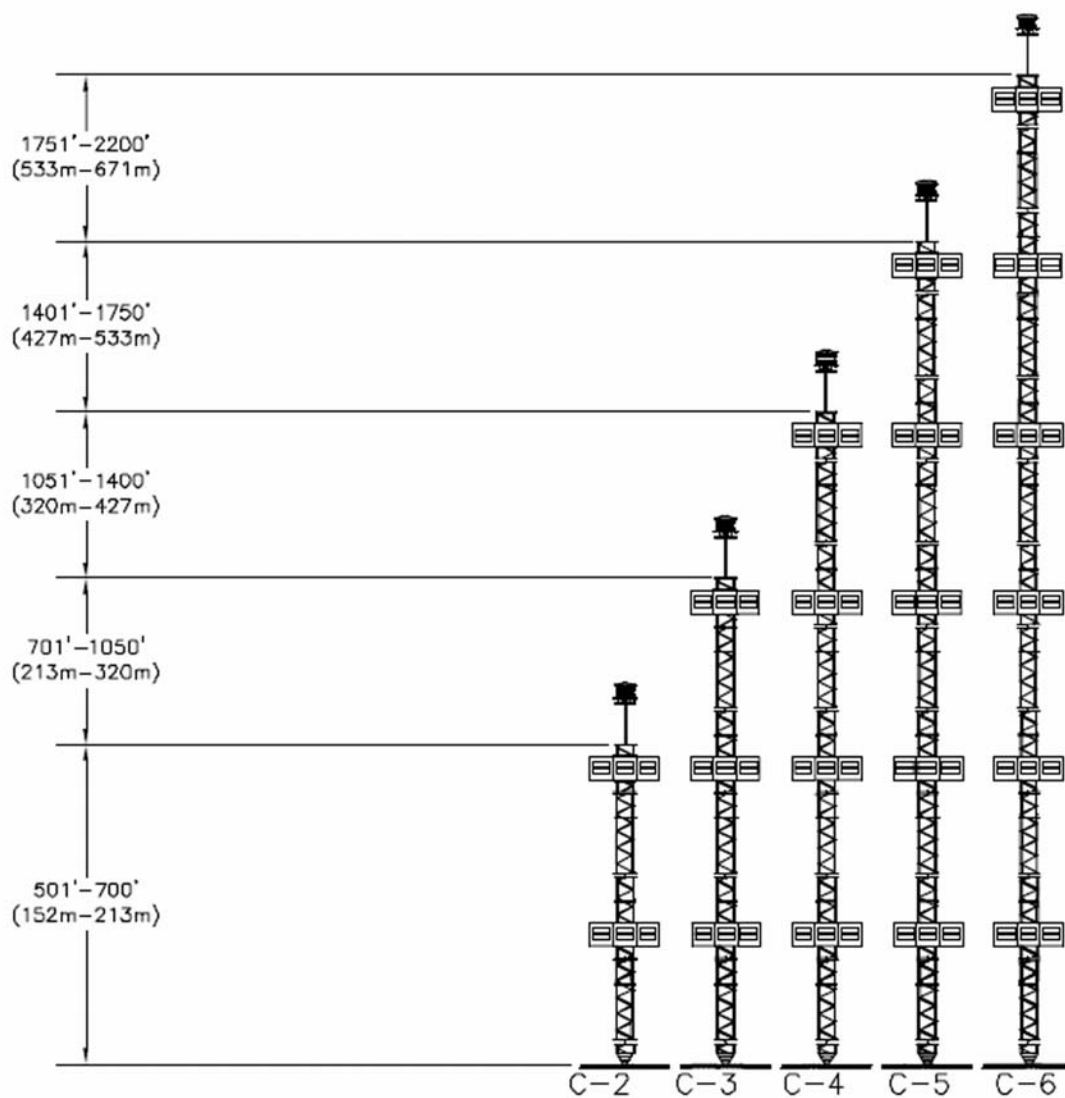 1751'-2200'
(533m-671m)
1401'-1750'
(427m-533m)
1051'-1400'
(320m-427m)
701'-1050'
(213m-320m)
501'-700'
(152m-213m)
C-2 C-3 C-4 C-5 C-6